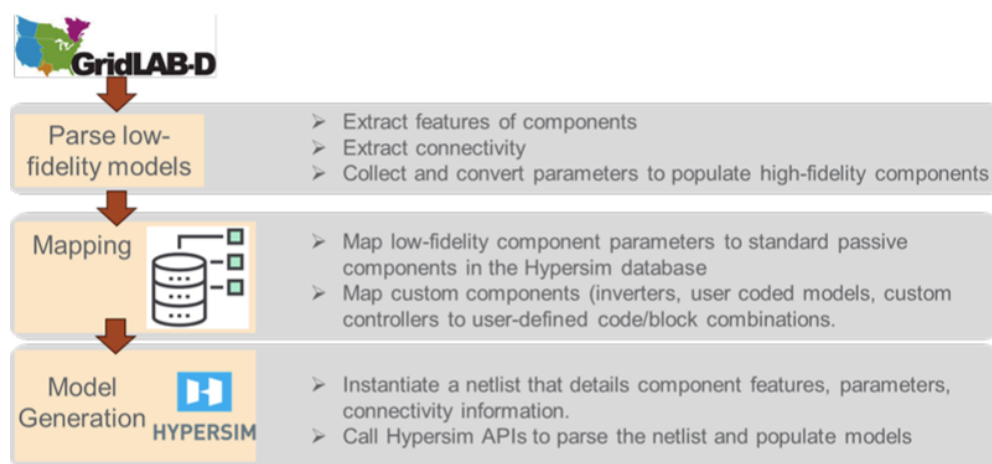 GridLAB-D
Parse low-
fidelity models
➢ Extract features of components
➢ Extract connectivity
➢ Collect and convert parameters to populate high-fidelity components
Mapping
➢ Map low-fidelity component parameters to standard passive
components in the Hypersim database
➢ Map custom components (inverters, user coded models, custom
controllers to user-defined code/block combinations.
Model
Generation
HYPERSIM
➢ Instantiate a netlist that details component features, parameters,
connectivity information.
➢ Call Hypersim APIs to parse the netlist and populate models